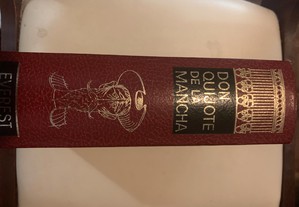 DON
QUIJOTE
DE LA
MANCHA
EVEREST